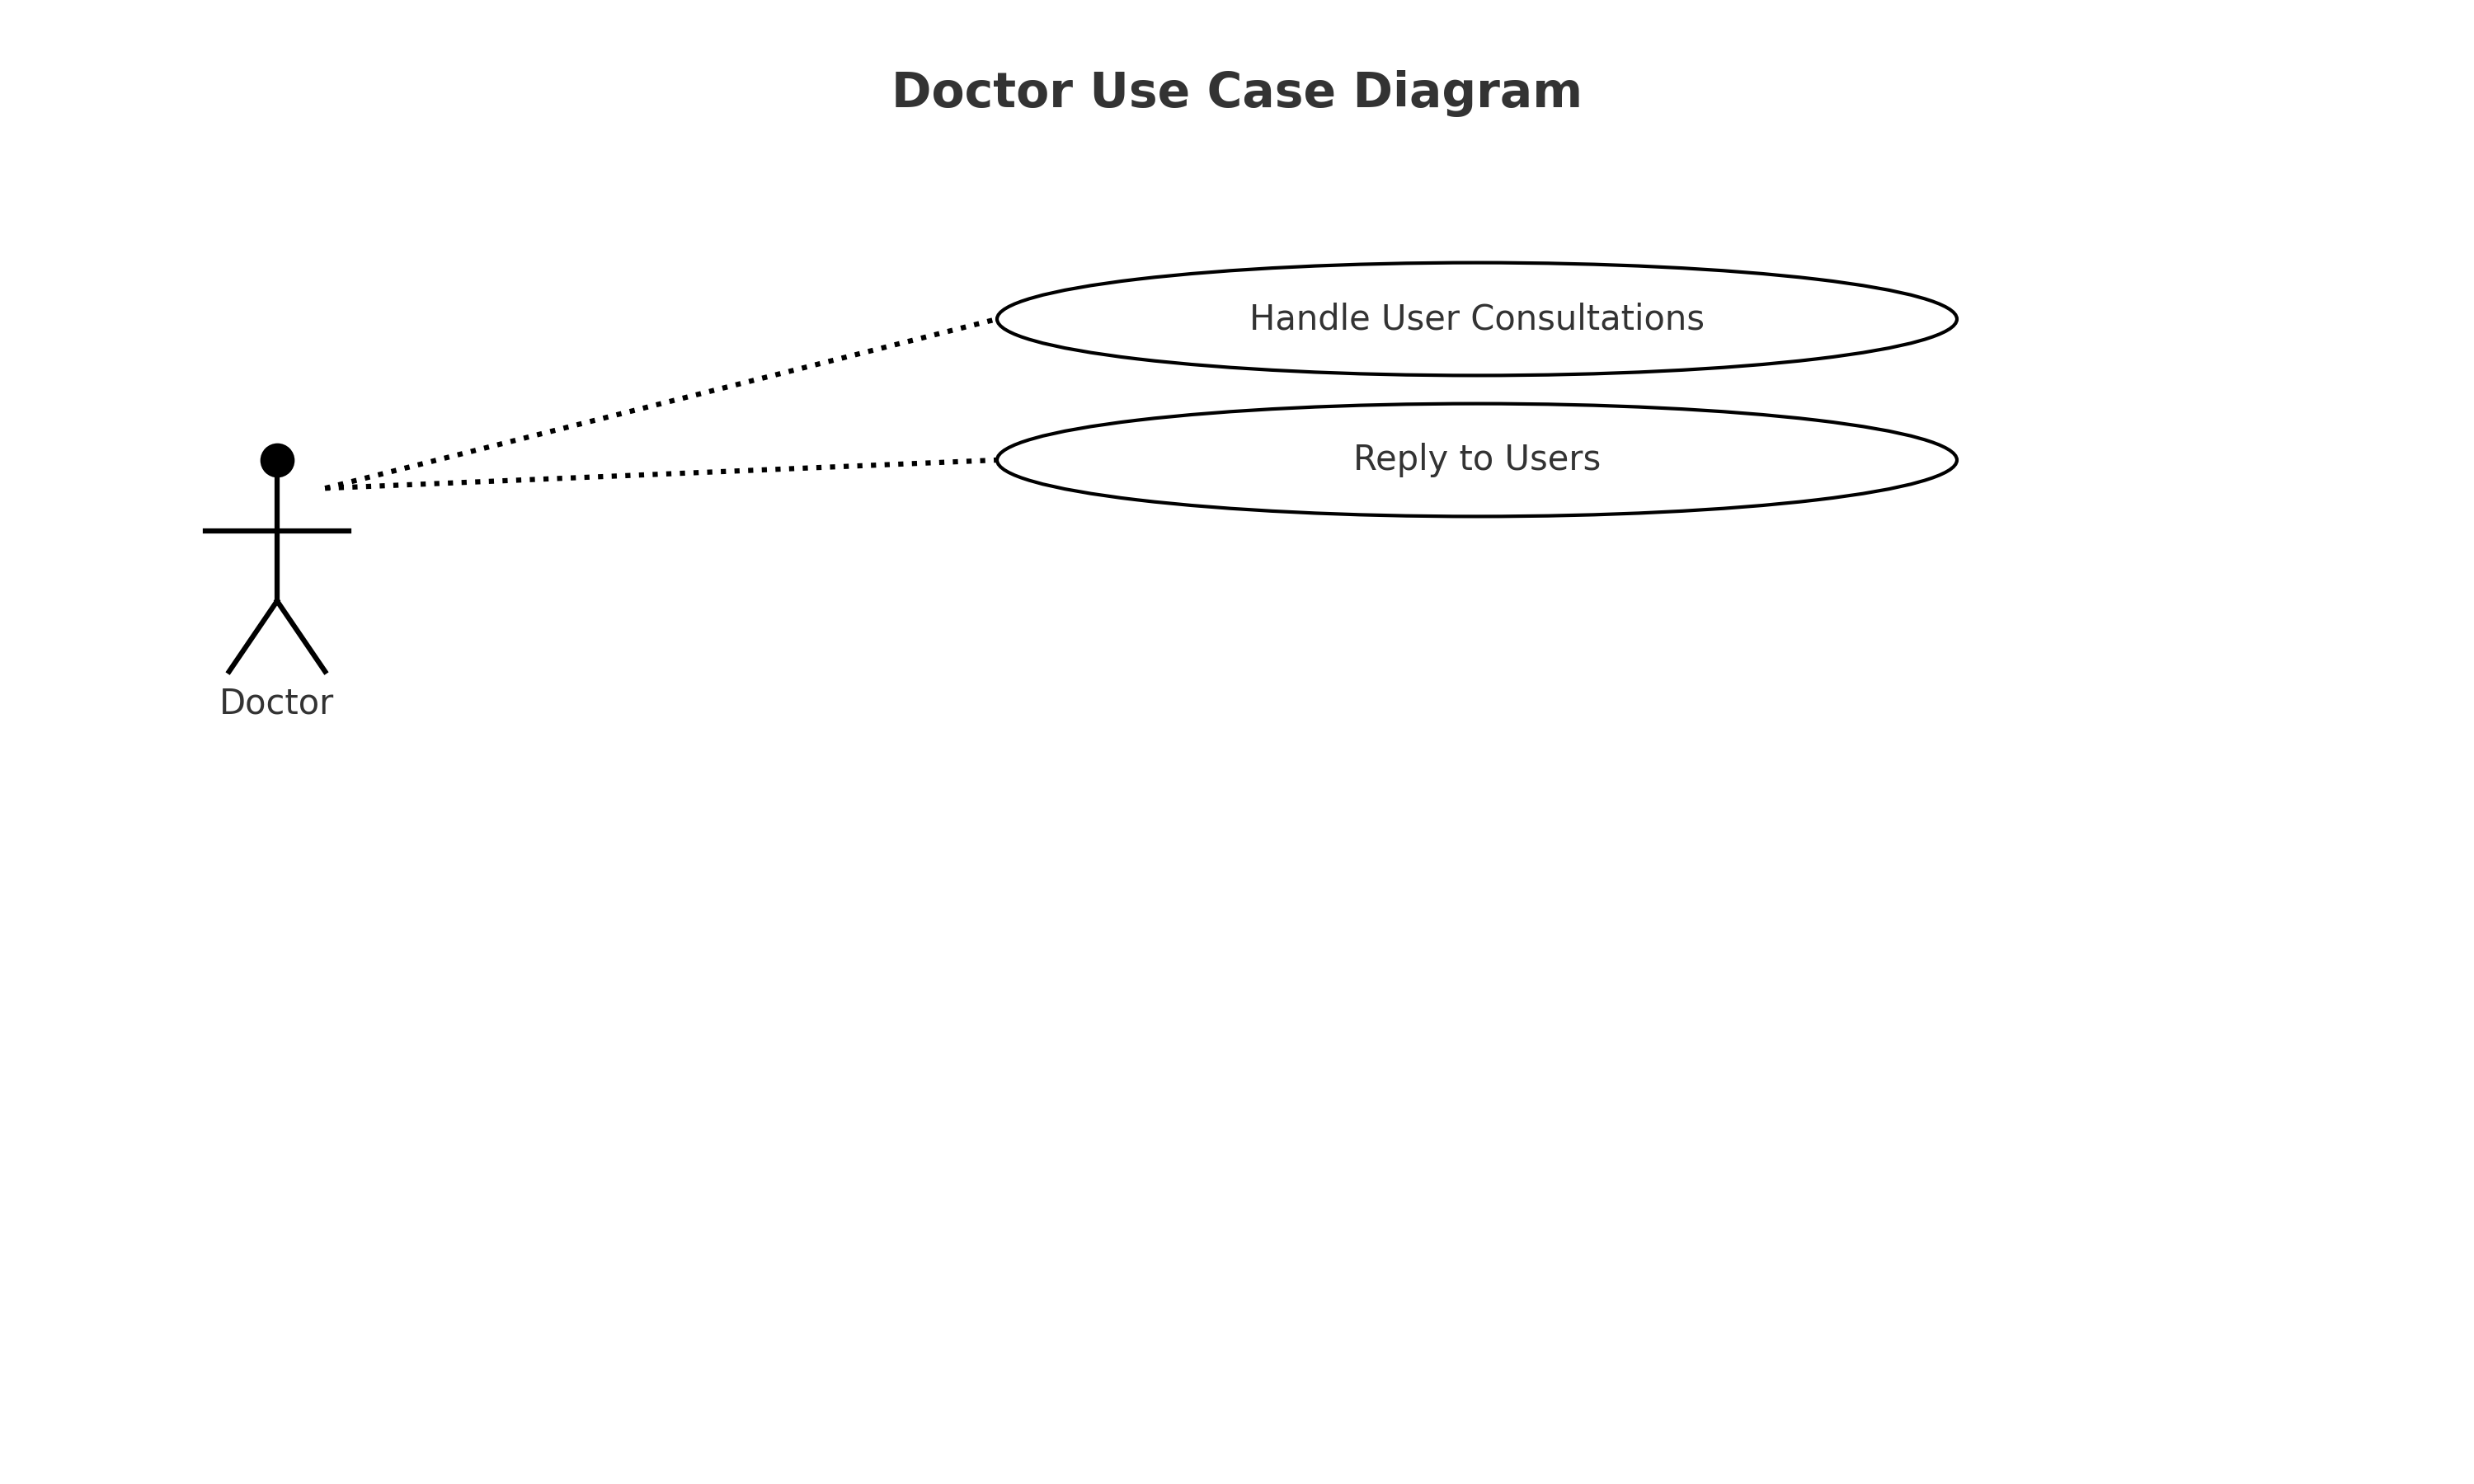 Doctor Use Case Diagram
Handle User Consultations
Reply to Users
Doctor